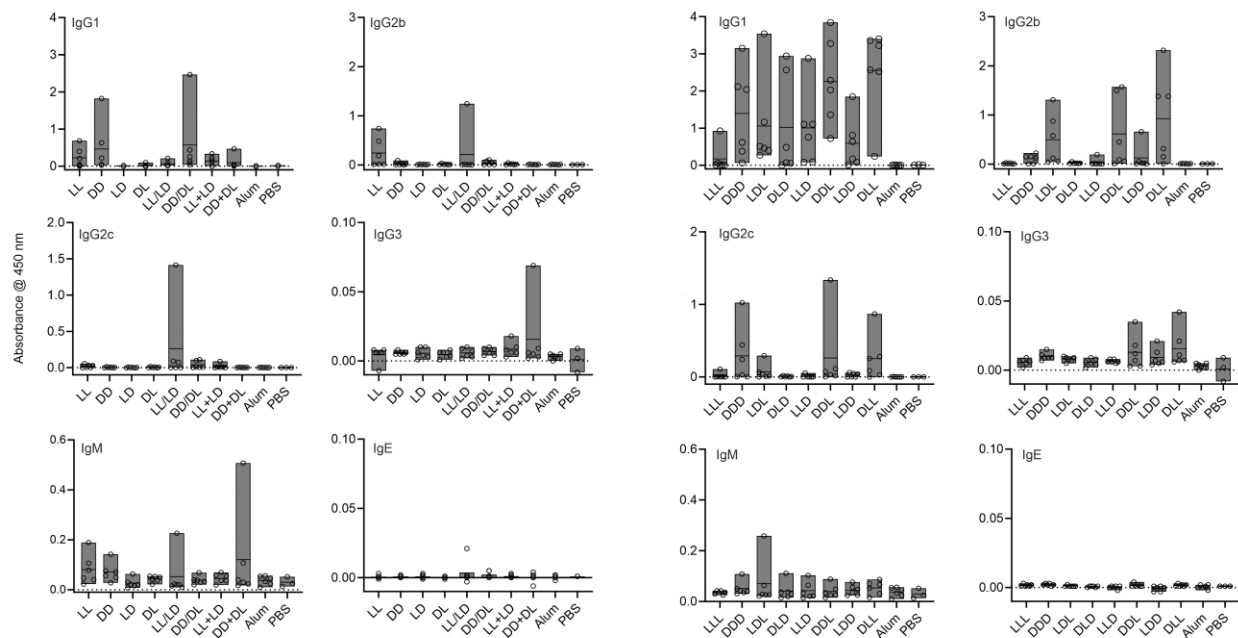 Absorbance @ 450 nm
IgG1
4
3
2
1
0
LL DD LD DL LL/LD DD/DL LL+LD DD+DL Alum PBS
IgG2b
4
3
2
1
0
LL DD LD DL LL/LD DD/DL LL+LD DD+DL Alum PBS
IgG1
4
3
2
1
0
LLL DDD LDL DLD LLD DDL LDD DLL Alum PBS
IgG2b
3
2
1
0
LLL DDD LDL DLD LLD DDL LDD DLL Alum PBS
IgG2c
2.0
1.5
1.0
0.5
0.0
LL DD LD DL LL/LD DD/DL LL+LD DD+DL Alum PBS
IgG3
0.10
0.05
0.00
LL DD LD DL LL/LD DD/DL LL+LD DD+DL Alum PBS
IgG2c
2
1
0
LLL DDD LDL DLD LLD DDL LDD DLL Alum PBS
IgG3
0.10
0.05
0.00
LLL DDD LDL DLD LLD DDL LDD DLL Alum PBS
IgM
0.6
0.4
0.2
0.0
LL DD LD DL LL/LD DD/DL LL+LD DD+DL Alum PBS
IgE
0.10
0.05
0.00
LL DD LD DL LL/LD DD/DL LL+LD DD+DL Alum PBS
IgM
0.6
0.4
0.2
0.0
LLL DDD LDL DLD LLD DDL LDD DLL Alum PBS
IgE
0.10
0.05
0.00
LLL DDD LDL DLD LLD DDL LDD DLL Alum PBS